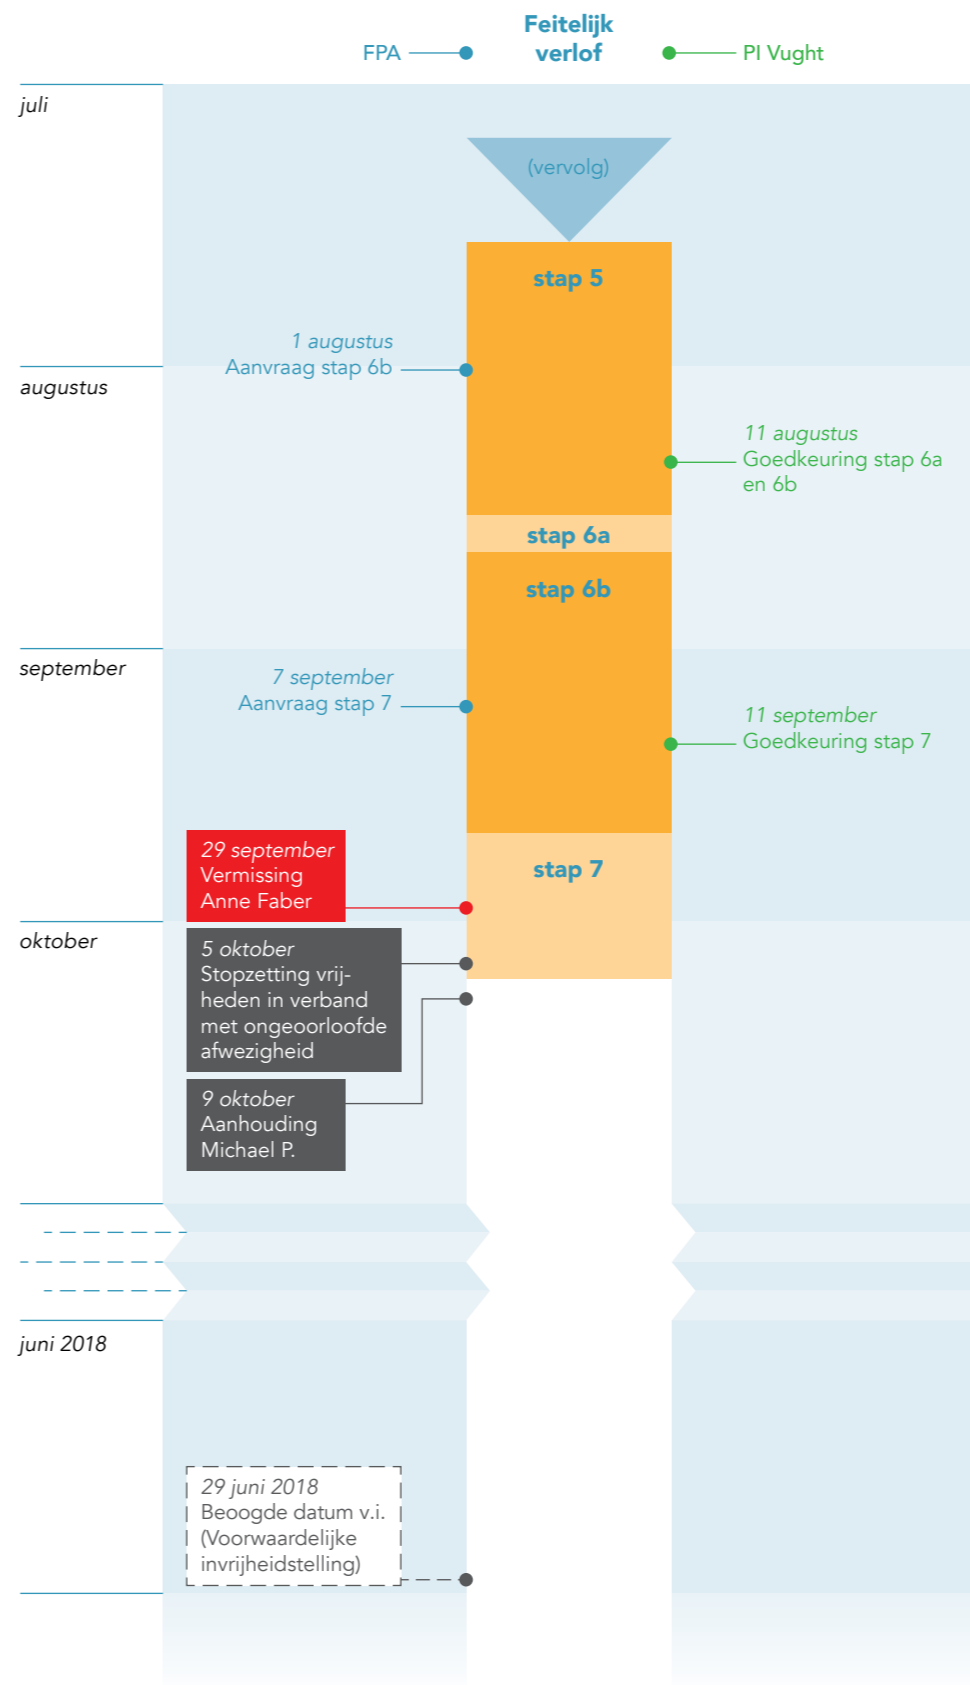 Feitelijk
verlof
FPA
PI Vught
juli
(vervolg)
stap 5
1 augustus
Aanvraag stap 6b
augustus
11 augustus
Goedkeuring stap 6a
en 6b
stap 6a
stap 6b
september
7 september
Aanvraag stap 7
11 september
Goedkeuring stap 7
29 september
Vermissing
Anne Faber
stap 7
oktober
5 oktober
Stopzetting vrij-
heden in verband
met ongeoorloofde
afwezigheid
9 oktober
Aanhouding
Michael P.
juni 2018
29 juni 2018
Beoogde datum v.i.
(Voorwaardelijke
invrijheidstelling)